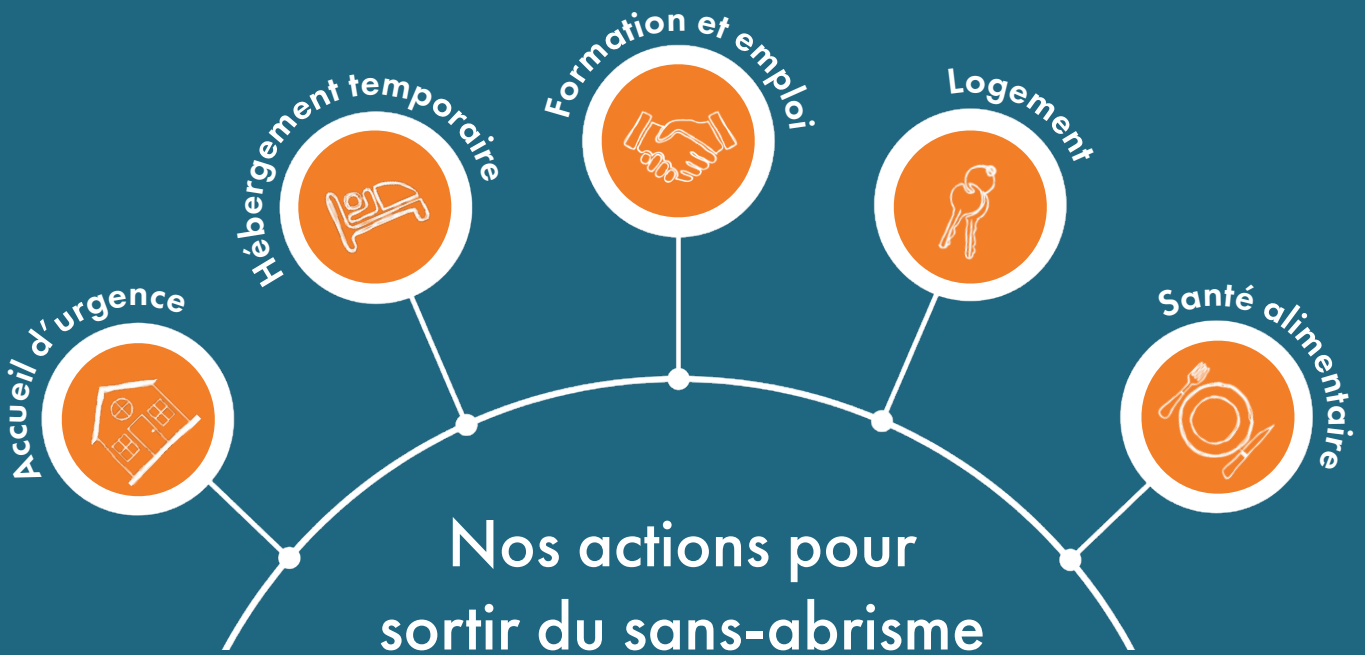 Accueil d'urgence
Hébergement temporaire
Formation et emploi
Logement
Santé alimentaire
Nos actions pour
sortir du sans-abrisme